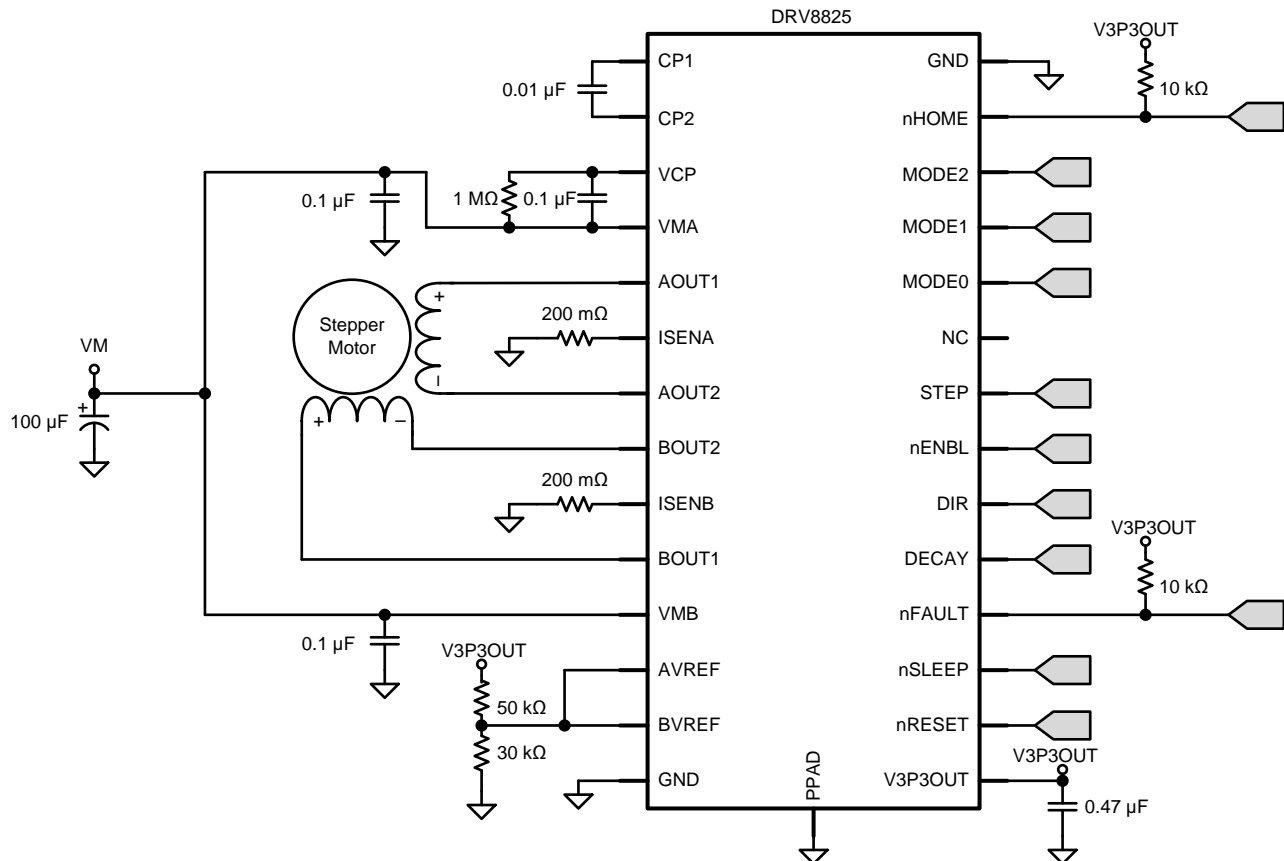 DRV8825
CP1
0.01 µF
CP2
VCP
0.1 µF
1 MΩ
0.1 µF
VMA
AOUT1
+
Stepper
Motor
200 mΩ
ISENA
–
AOUT2
VM
+
100 µF
+
–
BOUT2
200 mΩ
ISENB
BOUT1
VMB
0.1 µF
V3P3OUT
AVREF
50 kΩ
BVREF
30 kΩ
GND
PPAD
V3P3OUT
GND
10 kΩ
nHOME
MODE2
MODE1
MODE0
NC
STEP
nENBL
DIR
V3P3OUT
DECAY
10 kΩ
nFAULT
nSLEEP
nRESET
V3P3OUT
V3P3OUT
0.47 µF